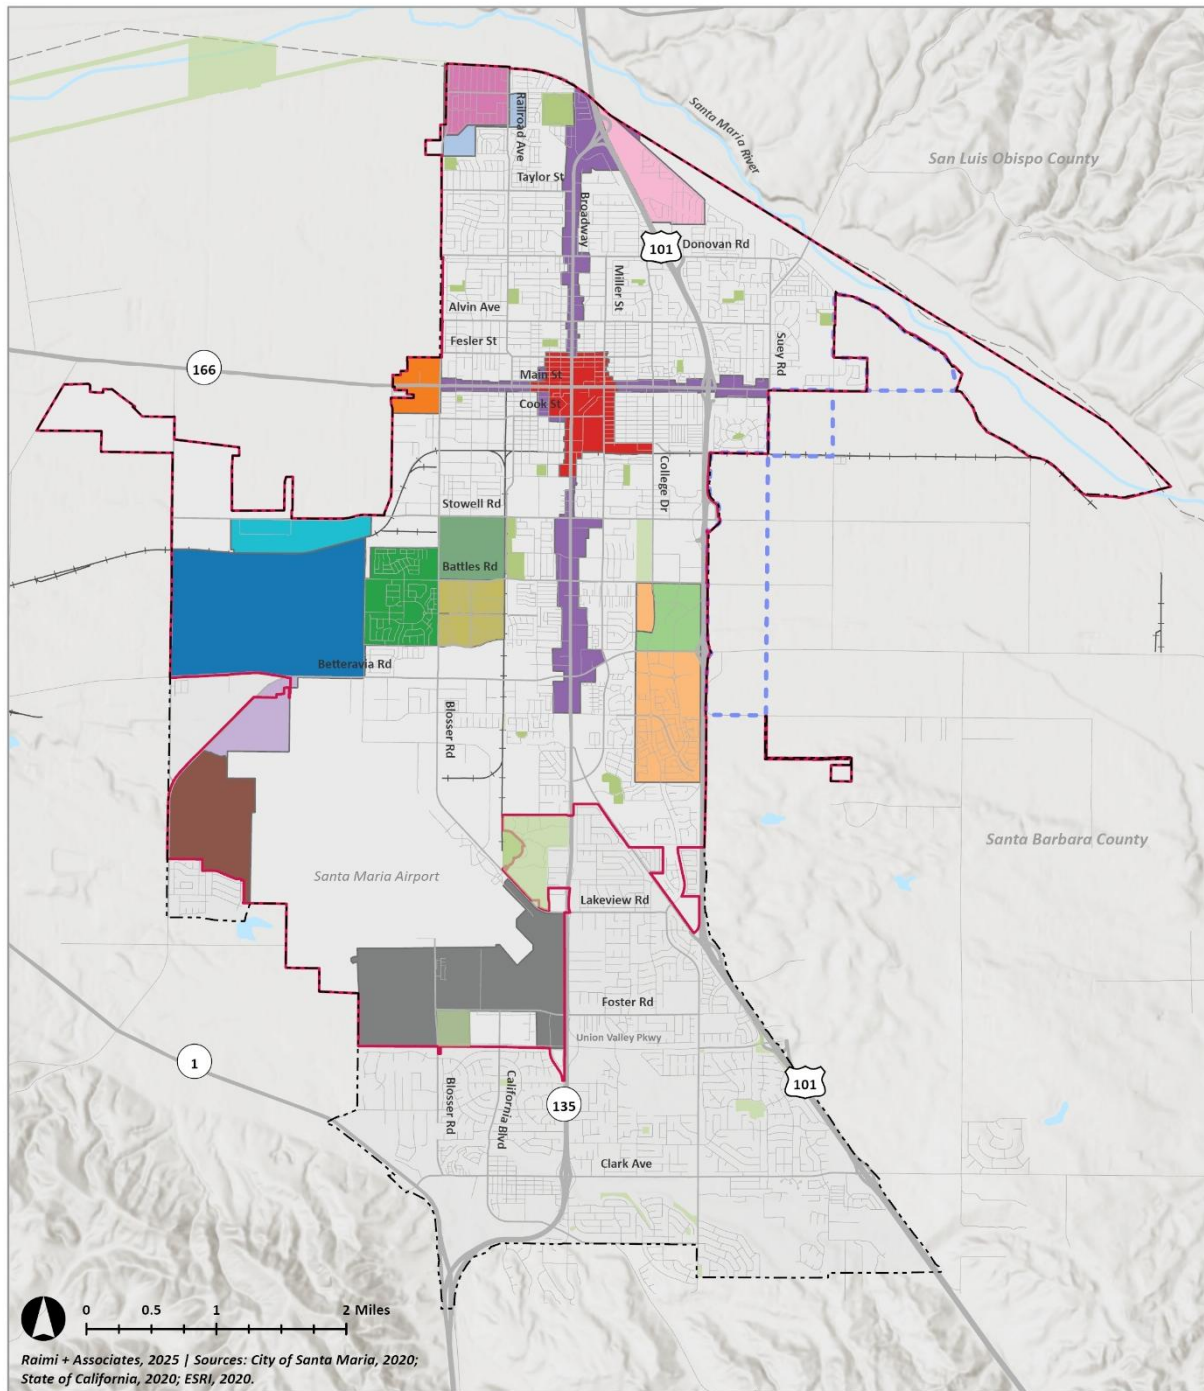 Santa Maria River
San Luis Obispo County
Railroad Ave
Taylor St
Broadway
101
Donovan Rd
Miller St
Alvin Ave
Fesler St
Suey Rd
166
Main St
Cook St
College Dr
Stowell Rd
Battles Rd
Betteravia Rd
Blosser Rd
Santa Barbara County
Santa Maria Airport
Lakeview Rd
Foster Rd
Union Valley Pkwy
1
101
Blosser Rd
California Blvd
135
Clark Ave
0 0.5 1 2 Miles
Raimi + Associates, 2025 | Sources: City of Santa Maria, 2020;
State of California, 2020; ESRI, 2020.